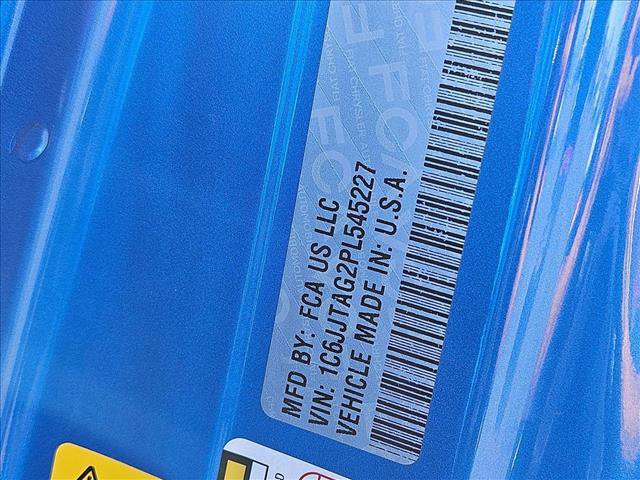 MFD BY: FCA US LLC
VIN: 1C6JJTAG2PL545227
VEHICLE MADE IN: U.S.A.